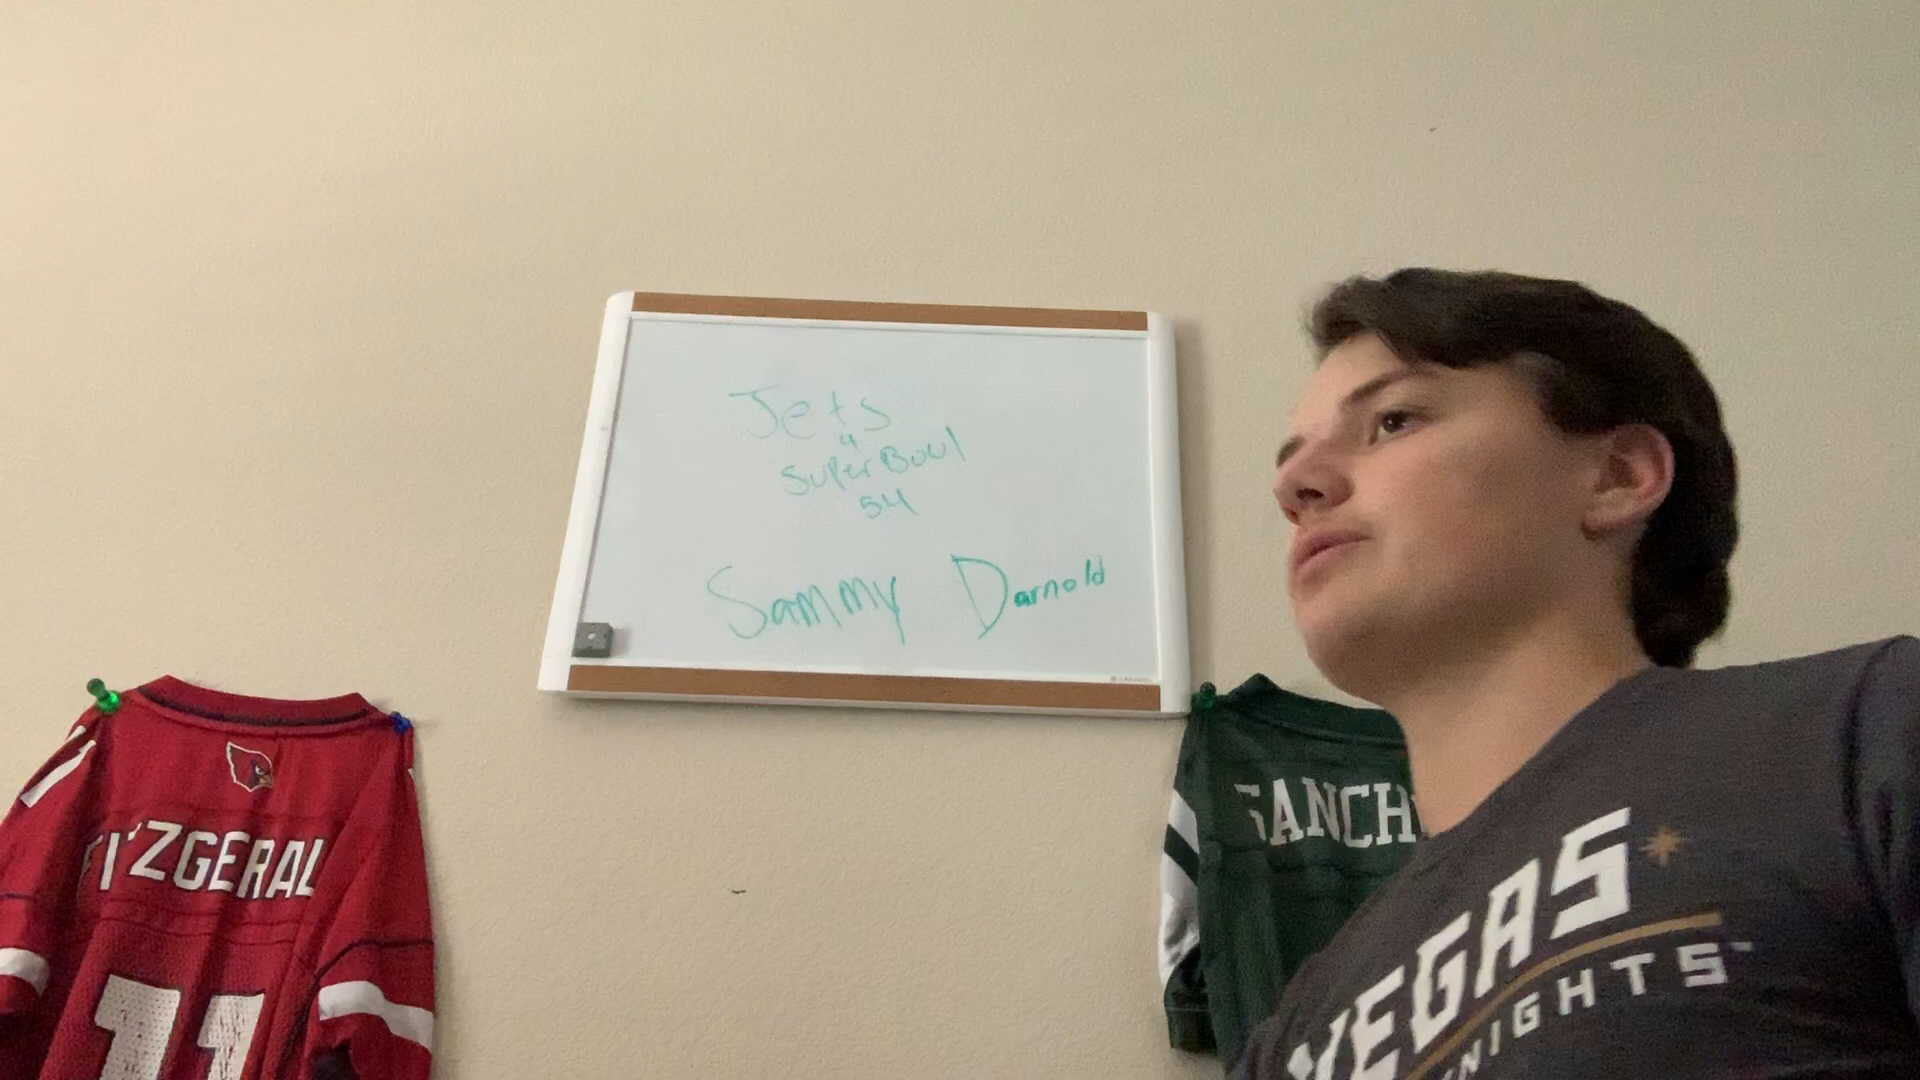 Jets
4
SuperBowl
54
Sammy Darnold
FITZGERAL
11
SANCH
VEGAS
KNIGHTS